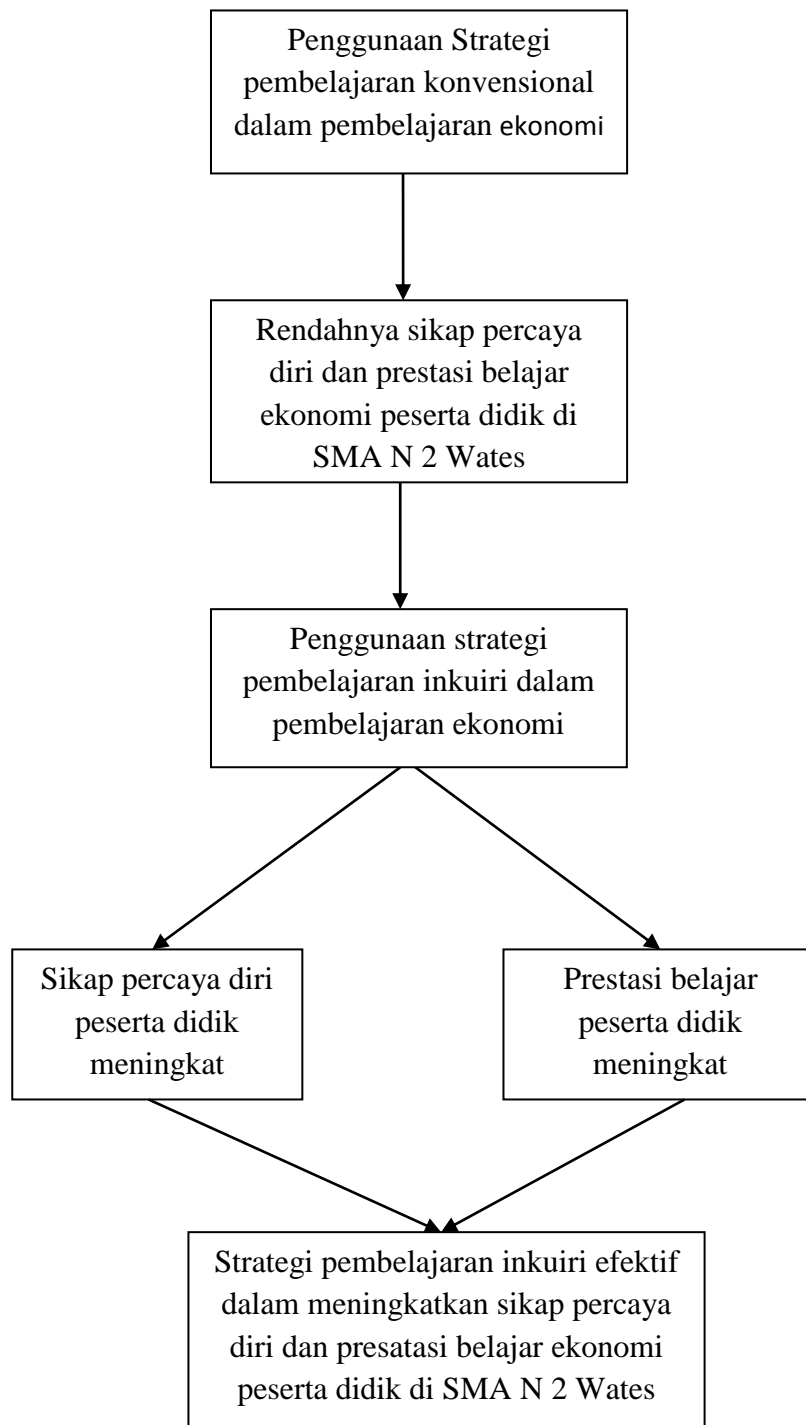 Penggunaan Strategi
pembelajaran konvensional
dalam pembelajaran ekonomi
Rendahnya sikap percaya
diri dan prestasi belajar
ekonomi peserta didik di
SMA N 2 Wates
Penggunaan strategi
pembelajaran inkuiri dalam
pembelajaran ekonomi
Sikap percaya diri
peserta didik
meningkat
Prestasi belajar
peserta didik
meningkat
Strategi pembelajaran inkuiri efektif
dalam meningkatkan sikap percaya
diri dan presatasi belajar ekonomi
peserta didik di SMA N 2 Wates